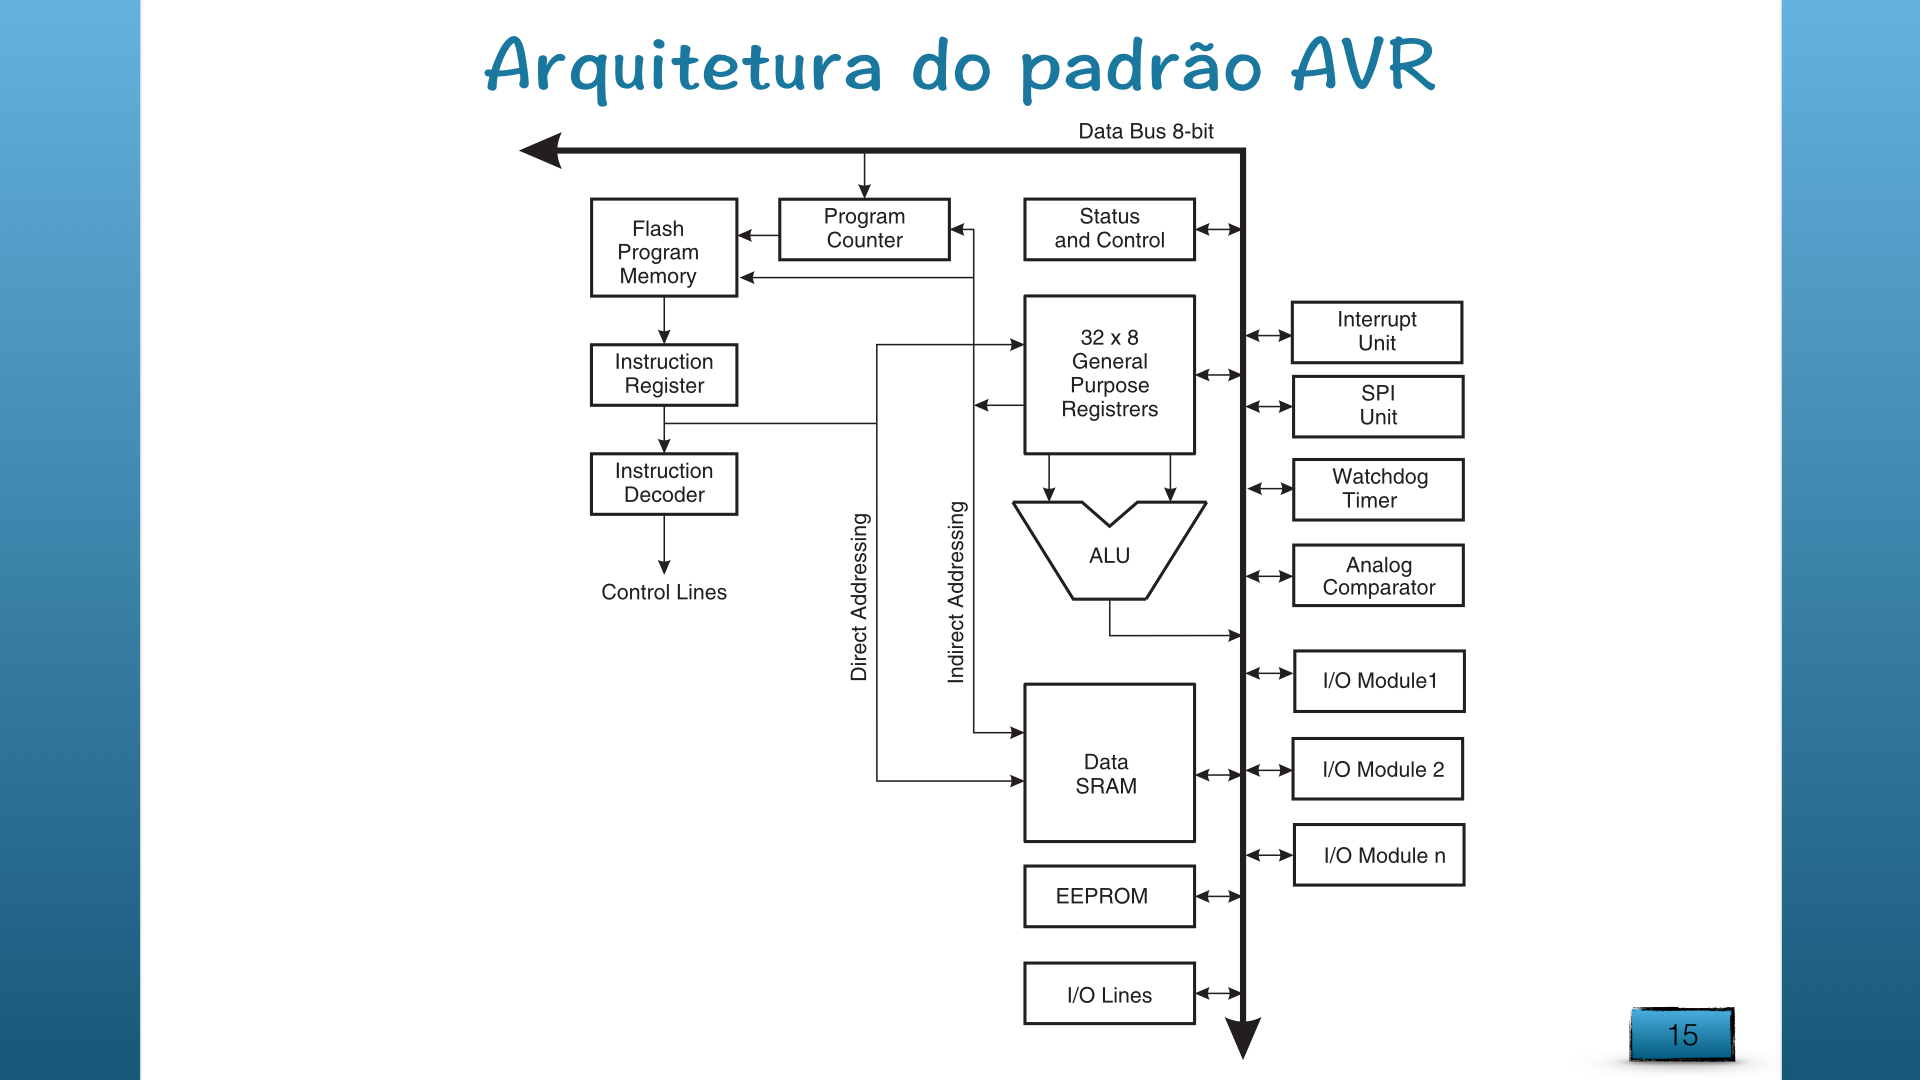 Arquitetura do padrão AVR
Data Bus 8-bit
Flash
Program
Memory
Program
Counter
Status
and Control
32 x 8
General
Purpose
Registrers
Interrupt
Unit
Instruction
Register
SPI
Unit
Instruction
Decoder
Watchdog
Timer
Control Lines
Direct Addressing
Indirect Addressing
ALU
Analog
Comparator
I/O Module1
Data
SRAM
I/O Module 2
I/O Module n
EEPROM
I/O Lines
15